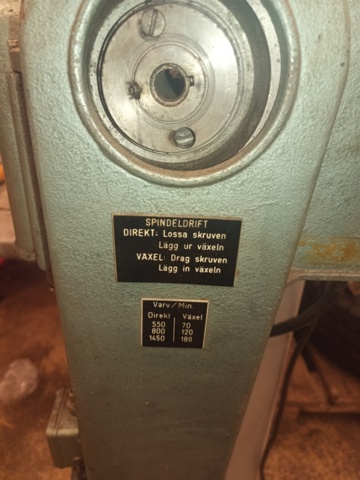 SPINDELDRIFT
DIREKT: Lossa skruven
Lägg ur växeln
VÄXEL: Drag skruven
Lägg in växeln
Varv/Min.
Direkt Växel
550 70
800 120
1450 180